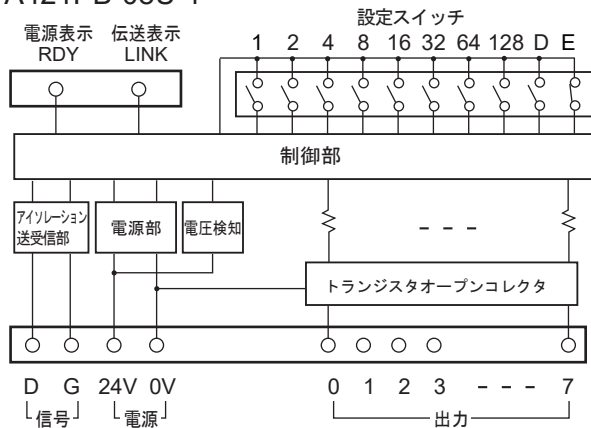 設定スイッチ
電源表示 伝送表示
RDY LINK
1 2 4 8 16 32 64 128 D E
制御部
アイソレーション
送受信部
電源部
電圧検知
- - -
トランジスタオープンコレクタ
D G 24V 0V 0 1 2 3 - - - 7
信号 電源 出力